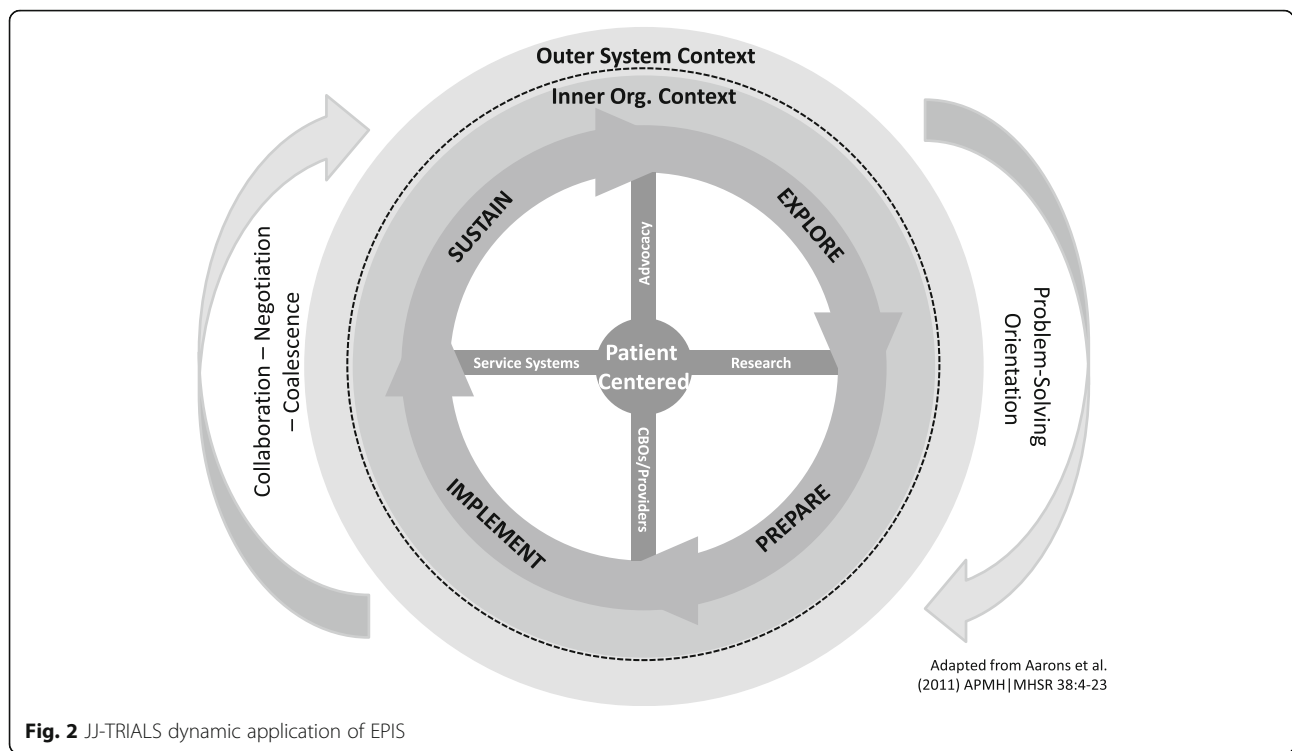 Outer System Context
Inner Org. Context
SUSTAIN
EXPLORE
Advocacy
Collaboration – Negotiation
– Coalescence
Service Systems
Patient
Centered
Research
Problem-Solving
Orientation
CBOs/Providers
IMPLEMENT
PREPARE
Adapted from Aarons et al.
(2011) APMH|MHSR 38:4-23
Fig. 2 JJ-TRIALS dynamic application of EPIS